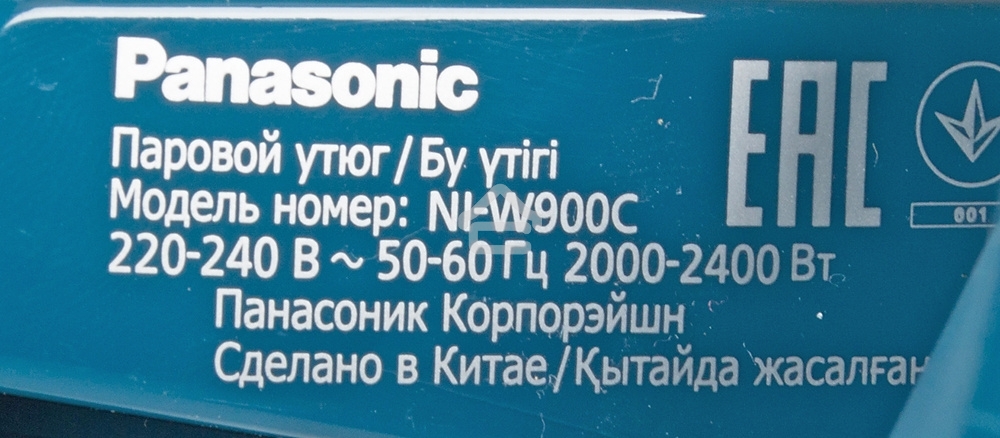 Panasonic
Паровой утюг/Бу үтігі
Модель номер: NI-W900C
220-240 В ~ 50-60 Гц 2000-2400 Вт
Панасоник Корпорэйшн
Сделано в Китае/Қытайда жасалған
EAC
001